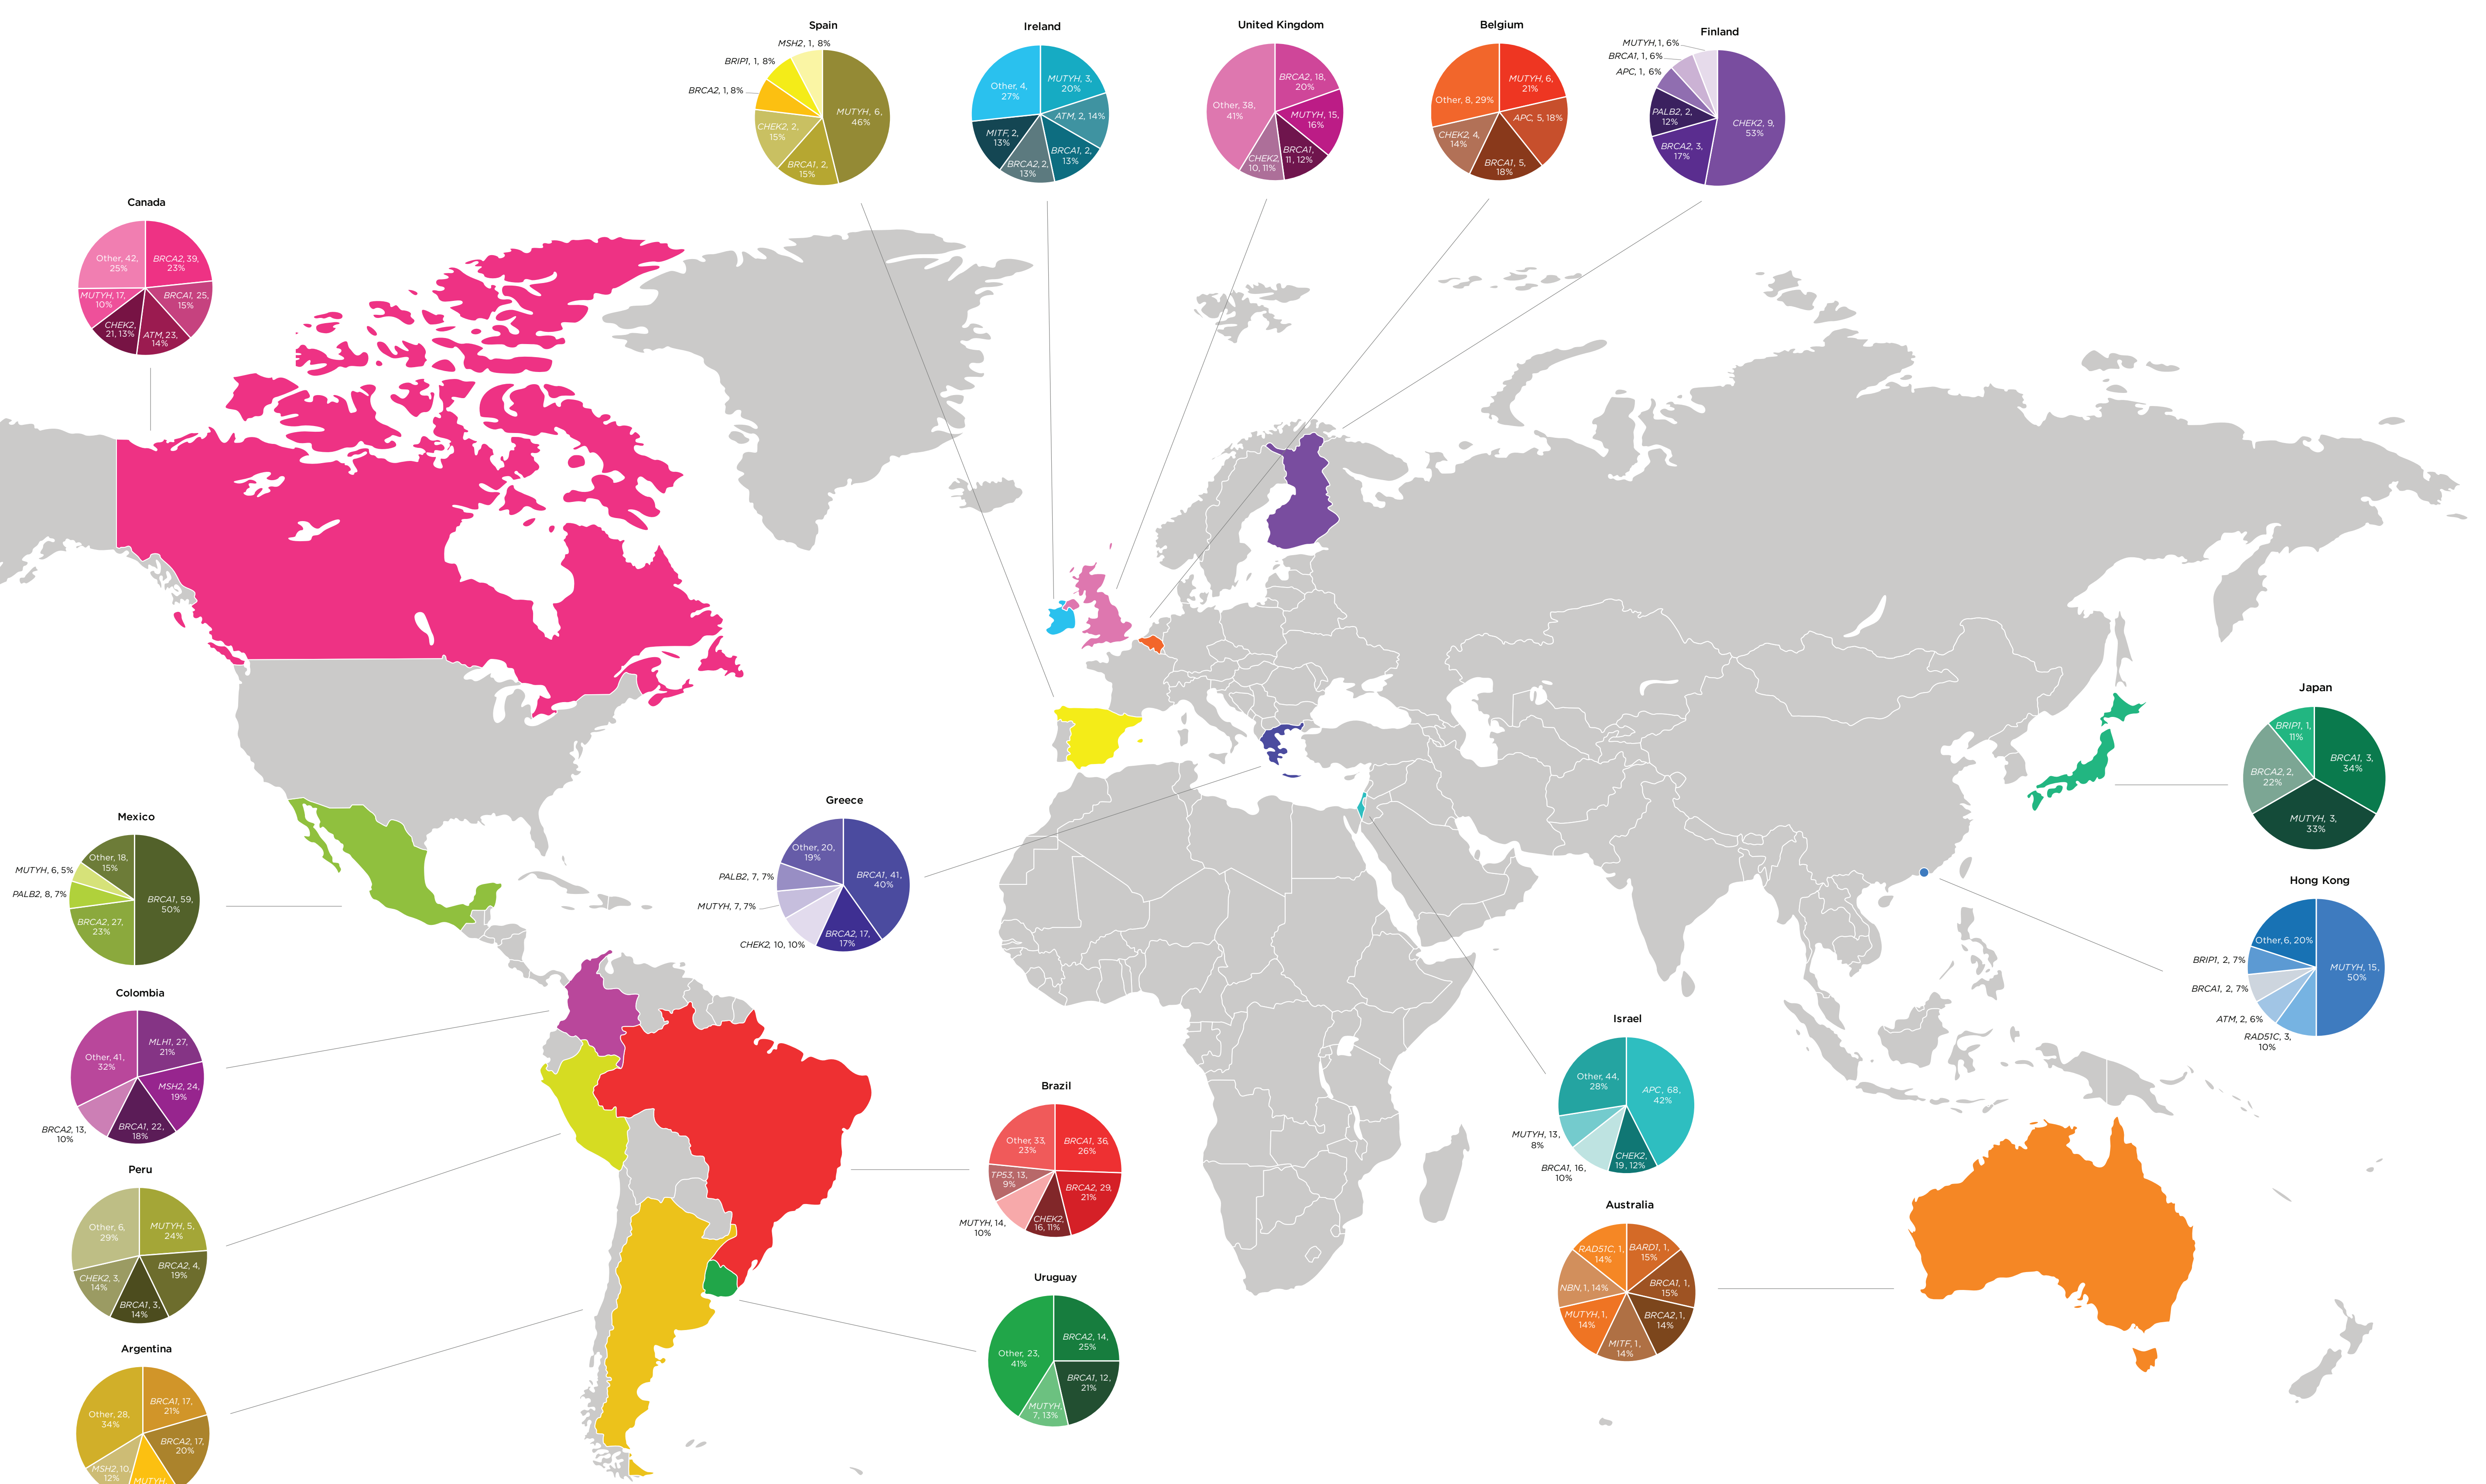 Spain
MSH2, 1, 8%
BRIP1, 1, 8%
BRCA2, 1, 8%
MUTYH, 6,
46%
CHEK2, 2,
15%
BRCA1, 2,
15%
Ireland
Other, 4,
27%
MUTYH, 3,
20%
ATM, 2, 14%
MITF, 2,
13%
BRCA1, 2,
13%
BRCA2, 2,
13%
United Kingdom
Other, 38,
41%
BRCA2, 18,
20%
MUTYH, 15,
16%
BRCA1,
11, 12%
CHEK2,
10, 11%
Belgium
Other, 8, 29%
MUTYH, 6,
21%
APC, 5, 18%
CHEK2, 4,
14%
BRCA1, 5,
18%
Finland
MUTYH, 1, 6%
BRCA1, 1, 6%
APC, 1, 6%
PALB2, 2,
12%
CHEK2, 9,
53%
BRCA2, 3,
17%
Canada
Other, 42,
25%
BRCA2, 39,
23%
MUTYH, 17,
10%
BRCA1, 25,
15%
CHEK2,
21, 13%
ATM, 23,
14%
Japan
BRIP1, 1,
11%
BRCA1, 3,
34%
BRCA2, 2,
22%
MUTYH, 3,
33%
Mexico
Other, 18,
15%
MUTYH, 6, 5%
PALB2, 8, 7%
BRCA1, 59,
50%
BRCA2, 27,
23%
Greece
Other, 20,
19%
PALB2, 7, 7%
BRCA1, 41,
40%
MUTYH, 7, 7%
BRCA2, 17,
17%
CHEK2, 10, 10%
Hong Kong
Other, 6, 20%
BRIP1, 2, 7%
MUTYH, 15,
50%
BRCA1, 2, 7%
ATM, 2, 6%
RAD51C, 3,
10%
Colombia
MLH1, 27,
21%
Other, 41,
32%
MSH2, 24,
19%
BRCA2, 13,
10%
BRCA1, 22,
18%
Israel
Other, 44,
28%
APC, 68,
42%
MUTYH, 13,
8%
CHEK2,
19, 12%
BRCA1, 16,
10%
Brazil
Other, 33,
23%
BRCA1, 36,
26%
TP53, 13,
9%
BRCA2, 29,
21%
MUTYH, 14,
10%
CHEK2,
16, 11%
Peru
Other, 6,
29%
MUTYH, 5,
24%
BRCA2, 4,
19%
CHEK2, 3,
14%
BRCA1, 3,
14%
Australia
RAD51C, 1,
14%
BARD1, 1,
15%
NBN, 1, 14%
BRCA1, 1,
15%
MUTYH, 1,
14%
BRCA2, 1,
14%
MITF, 1,
14%
Uruguay
BRCA2, 14,
25%
Other, 23,
41%
BRCA1, 12,
21%
MUTYH,
7, 13%
Argentina
BRCA1, 17,
21%
Other, 28,
34%
BRCA2, 17,
20%
MSH2, 10,
12%
MUTYH,